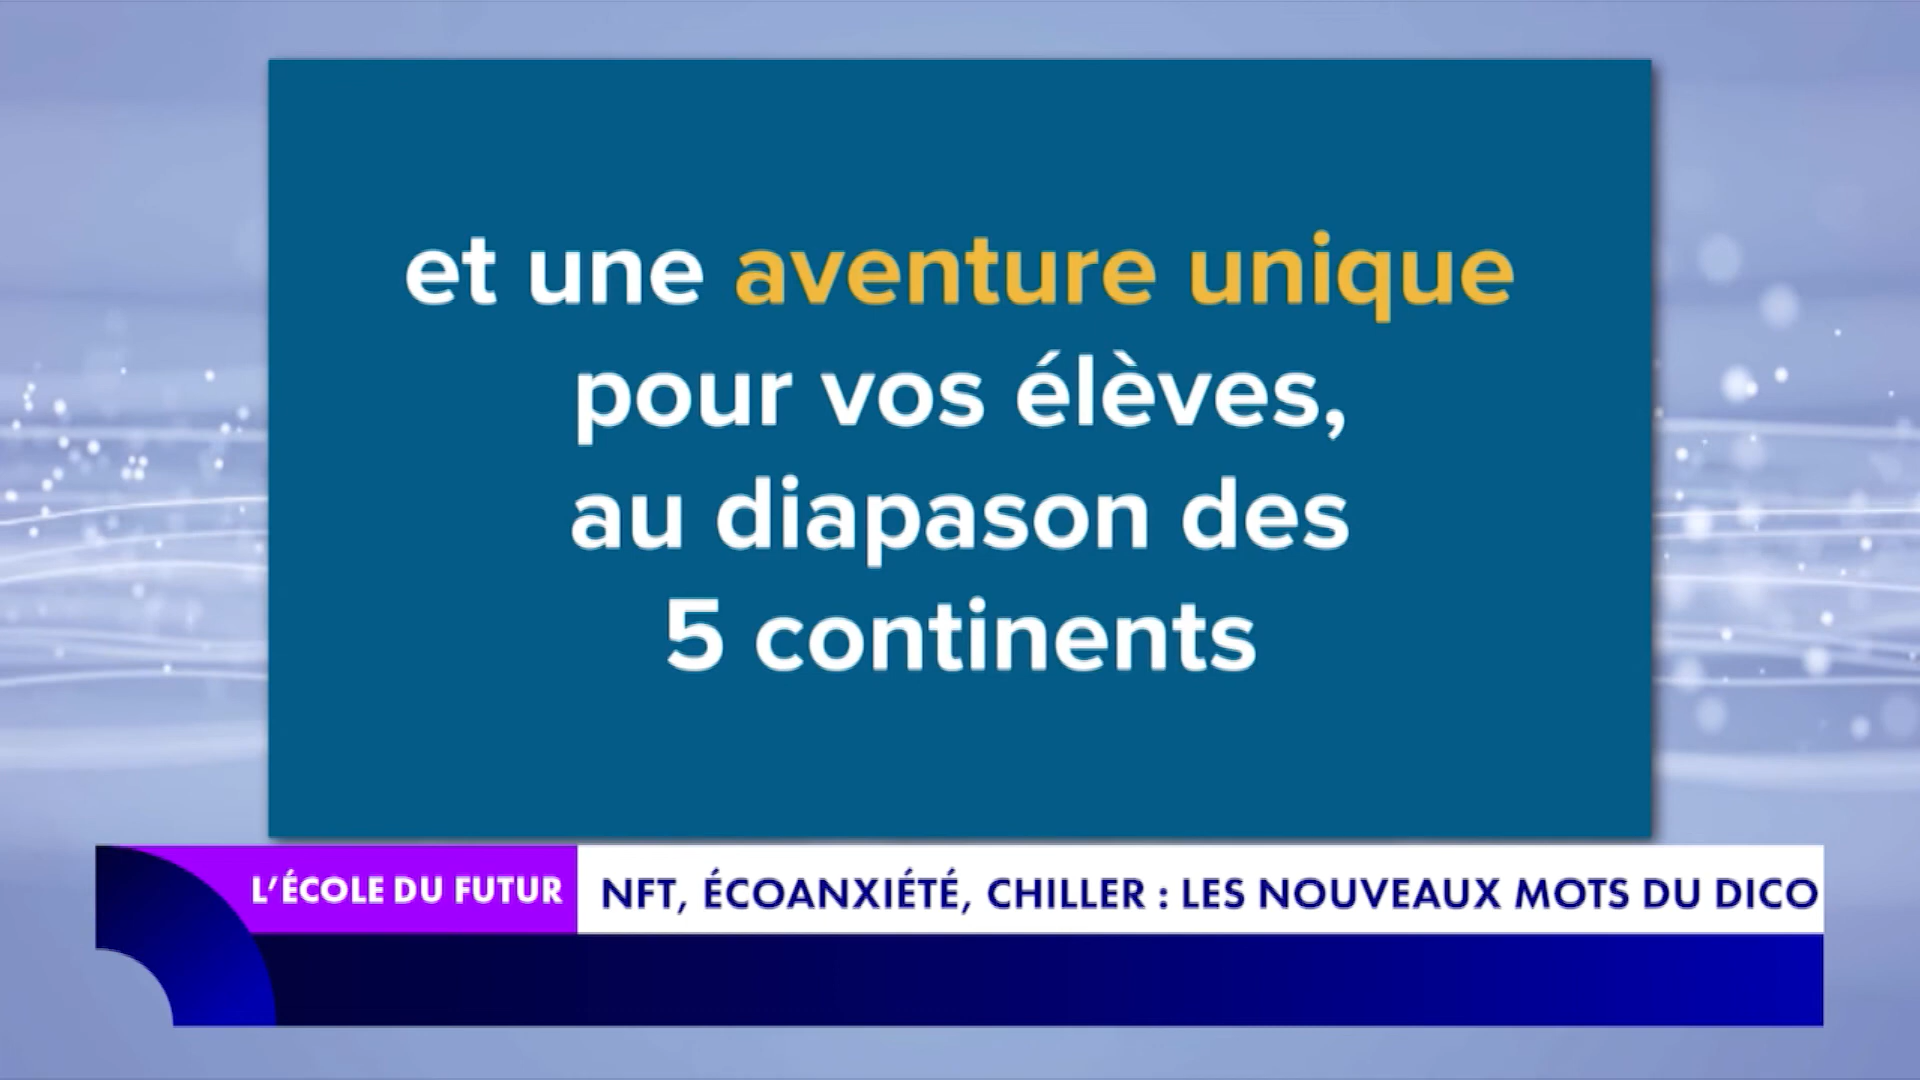 et une aventure unique
pour vos élèves,
au diapason des
5 continents
L'ÉCOLE DU FUTUR
NFT, ÉCOANXIÉTÉ, CHILLER : LES NOUVEAUX MOTS DU DICO